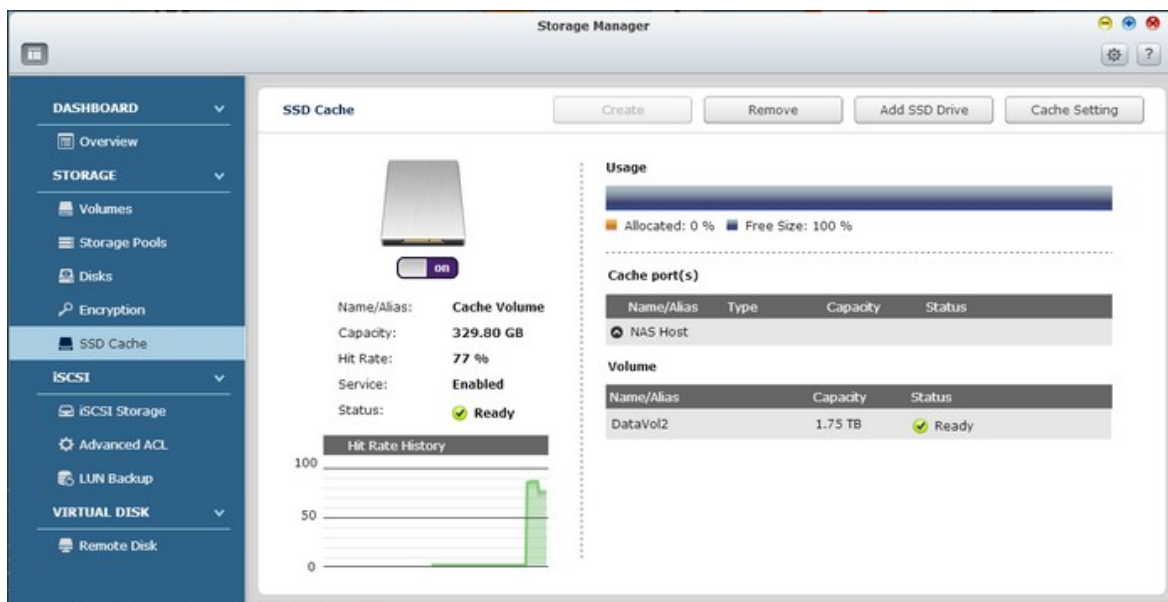 Storage Manager
?
DASHBOARD
Overview
STORAGE
Volumes
Storage Pools
Disks
Encryption
SSD Cache
iSCSI
iSCSI Storage
Advanced ACL
LUN Backup
VIRTUAL DISK
Remote Disk
SSD Cache Create Remove Add SSD Drive Cache Setting
on
Name/Alias: Cache Volume
Capacity: 329.80 GB
Hit Rate: 77 %
Service: Enabled
Status: Ready
Hit Rate History
100
50
0
Usage
Allocated: 0 % Free Size: 100 %
Cache port(s)
Name/Alias Type Capacity Status
NAS Host
Volume
Name/Alias Capacity Status
DataVol2 1.75 TB Ready